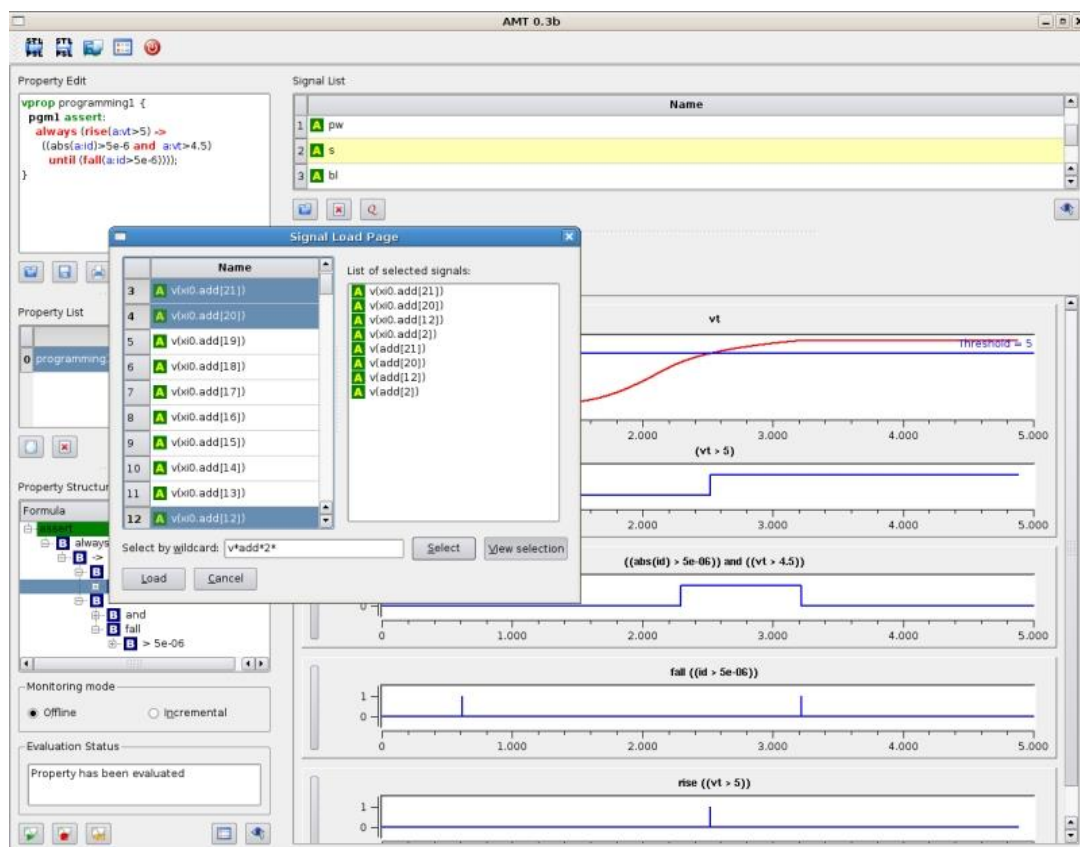 AMT 0.3b
Property Edit
vprop programming1 {
pgm1 assert:
always (rise(a:vt>5) ->
((abs(a:id)>5e-6 and a:vt>4.5)
until (fall(a:id>5e-6))));
}
Signal List
Name
1 A pw
2 A s
3 A bl
Signal Load Page
Name
3 A v(xi0.add[21])
4 A v(xi0.add[20])
5 A v(xi0.add[19])
6 A v(xi0.add[18])
7 A v(xi0.add[17])
8 A v(xi0.add[16])
9 A v(xi0.add[15])
10 A v(xi0.add[14])
11 A v(xi0.add[13])
12 A v(xi0.add[12])
List of selected signals:
A v(xi0.add[21])
A v(xi0.add[20])
A v(xi0.add[12])
A v(xi0.add[2])
A v(add[21])
A v(add[20])
A v(add[12])
A v(add[2])
Select by wildcard: v*add*2* Select View selection
Load Cancel
Property List
0 programming
Property Structur
Formula
assert
B always
B ->
B
B
B and
B fall
B > 5e-06
Monitoring mode
Offline Incremental
Evaluation Status
Property has been evaluated
vt
Threshold = 5
2.000 3.000 4.000 5.000
(vt > 5)
2.000 3.000 4.000 5.000
((abs(id) > 5e-06)) and ((vt > 4.5))
0
0 1.000 2.000 3.000 4.000 5.000
fall ((id > 5e-06))
1
0
0 1.000 2.000 3.000 4.000 5.000
rise ((vt > 5))
1
0